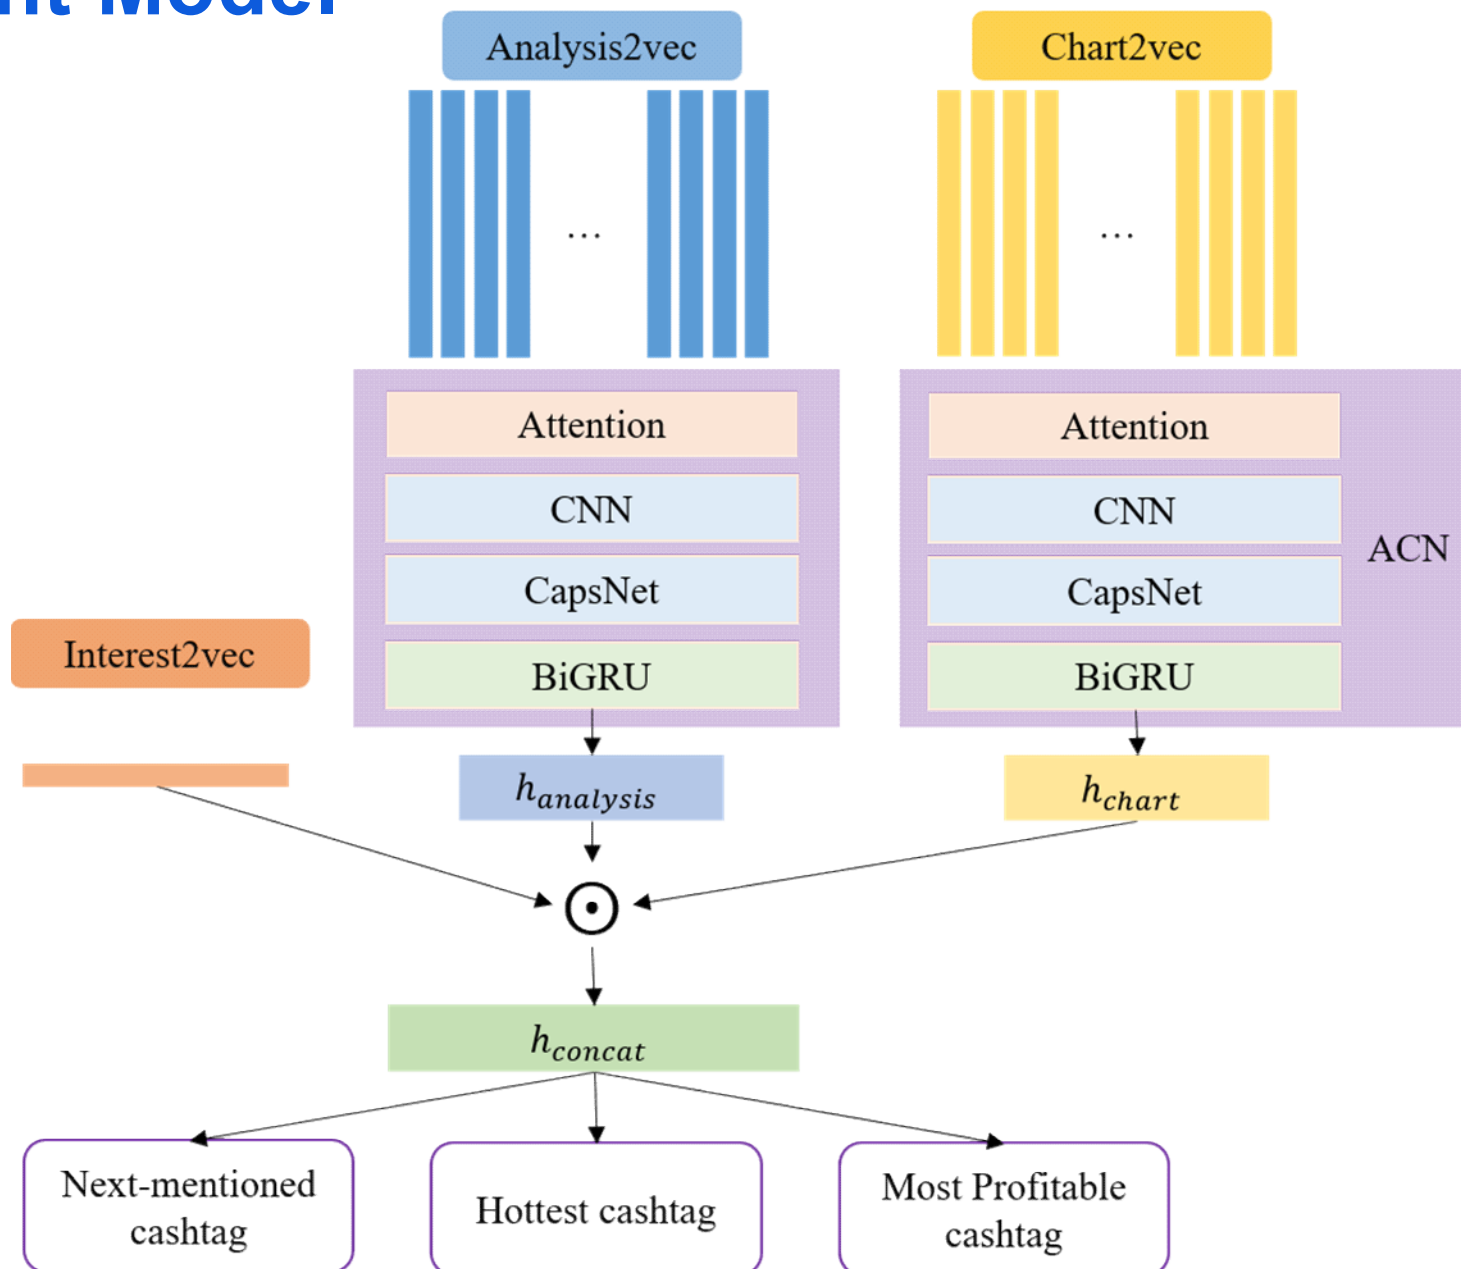 Model
Analysis2vec
Chart2vec
...
...
Attention
CNN
CapsNet
BiGRU
Attention
CNN
CapsNet
BiGRU
ACN
Interest2vec
h_analysis
h_chart
h_concat
Next-mentioned
cashtag
Hottest cashtag
Most Profitable
cashtag